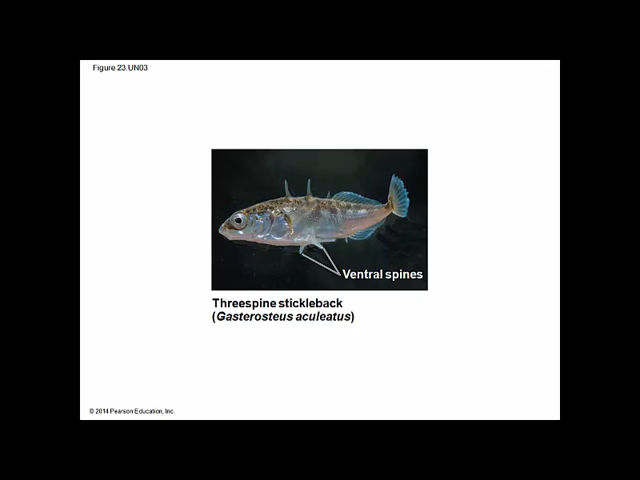 Figure 23.UN03
Ventral spines
Threespine stickleback
(Gasterosteus aculeatus)
© 2014 Pearson Education, Inc.